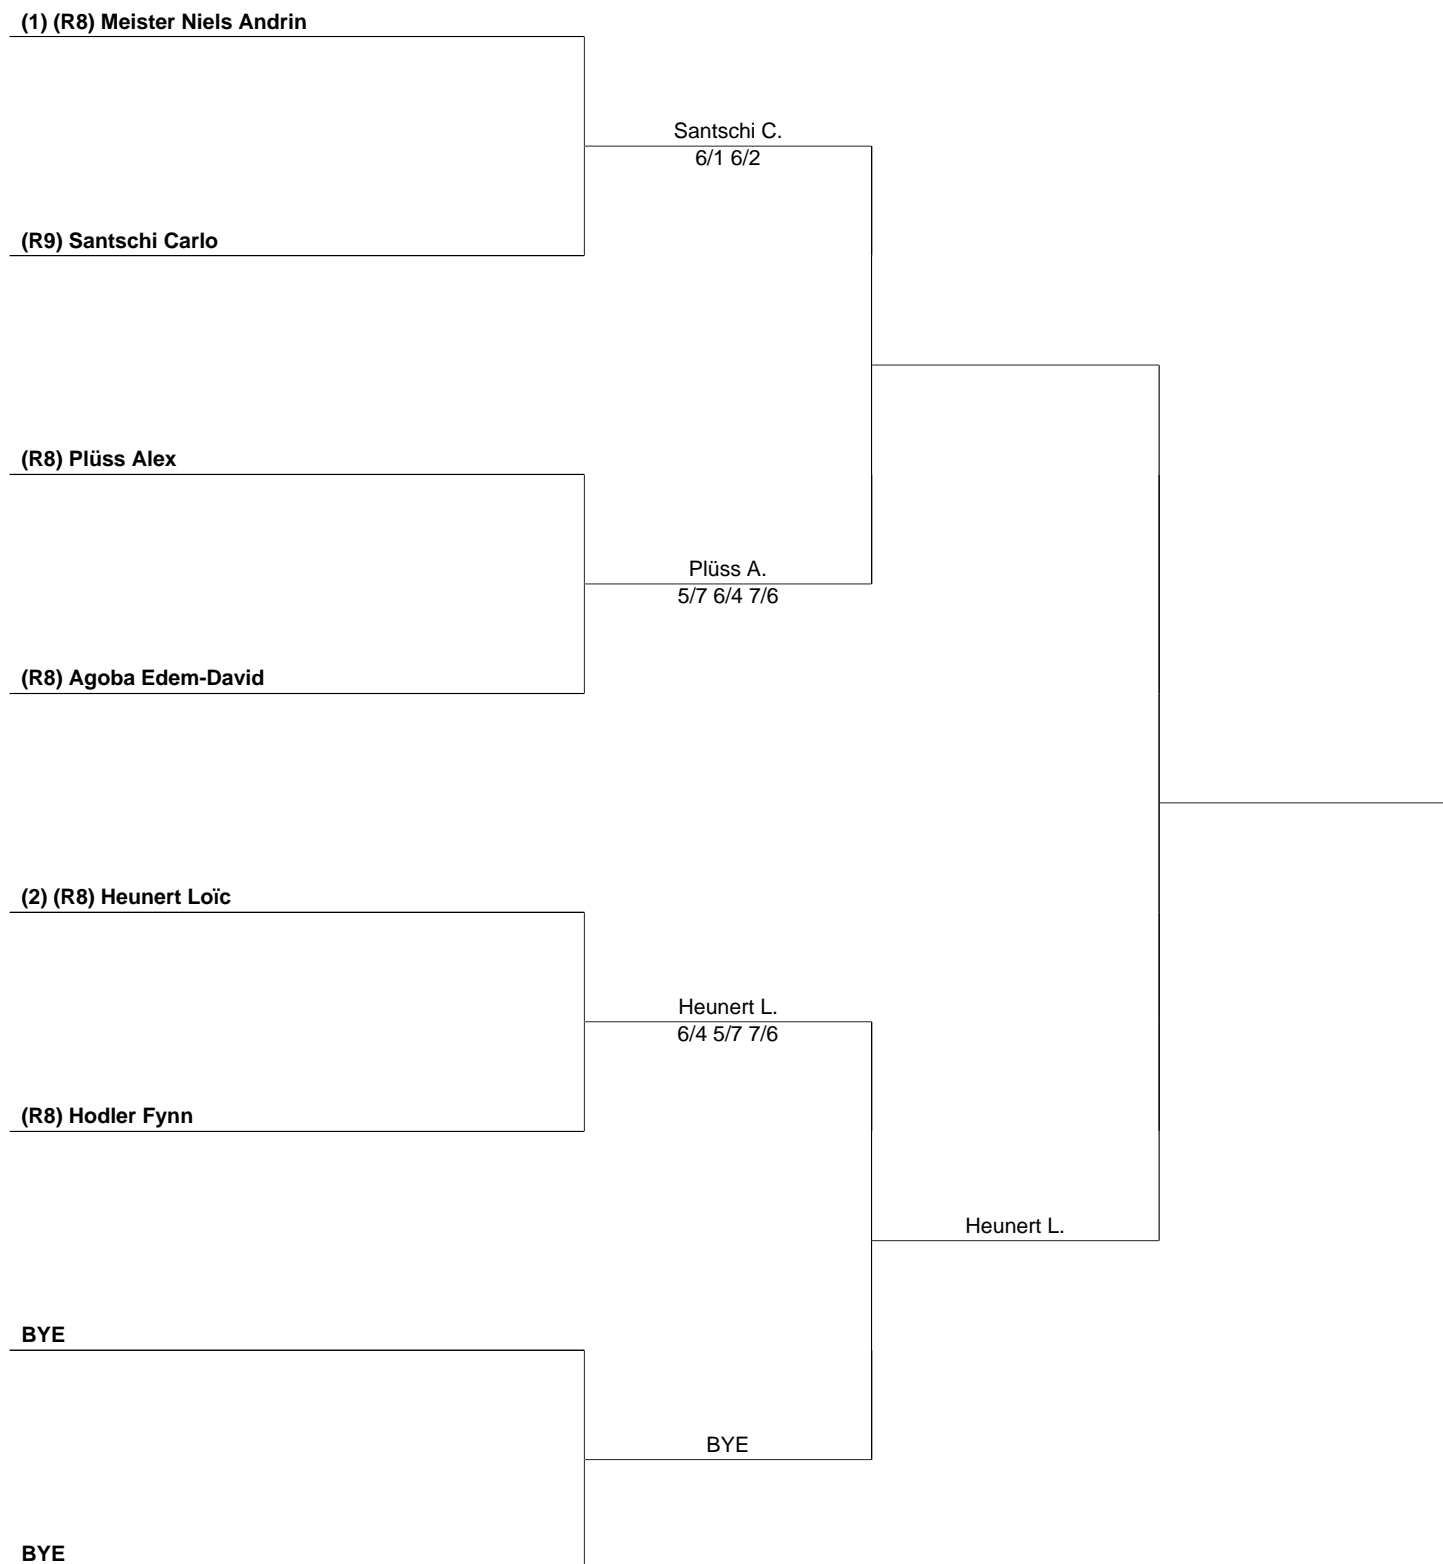 (1) (R8) Meister Niels Andrin
Santschi C.
6/1 6/2
(R9) Santschi Carlo
(R8) Plüss Alex
Plüss A.
5/7 6/4 7/6
(R8) Agoba Edem-David
(2) (R8) Heunert Loïc
Heunert L.
6/4 5/7 7/6
(R8) Hodler Fynn
Heunert L.
BYE
BYE
BYE